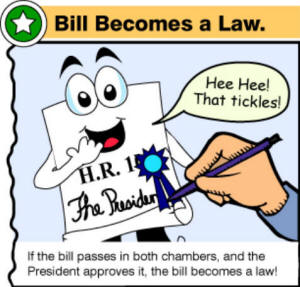 Bill Becomes a Law.
Hee Hee!
That tickles!
H.R. 1
The President
If the bill passes in both chambers, and the
President approves it, the bill becomes a law!